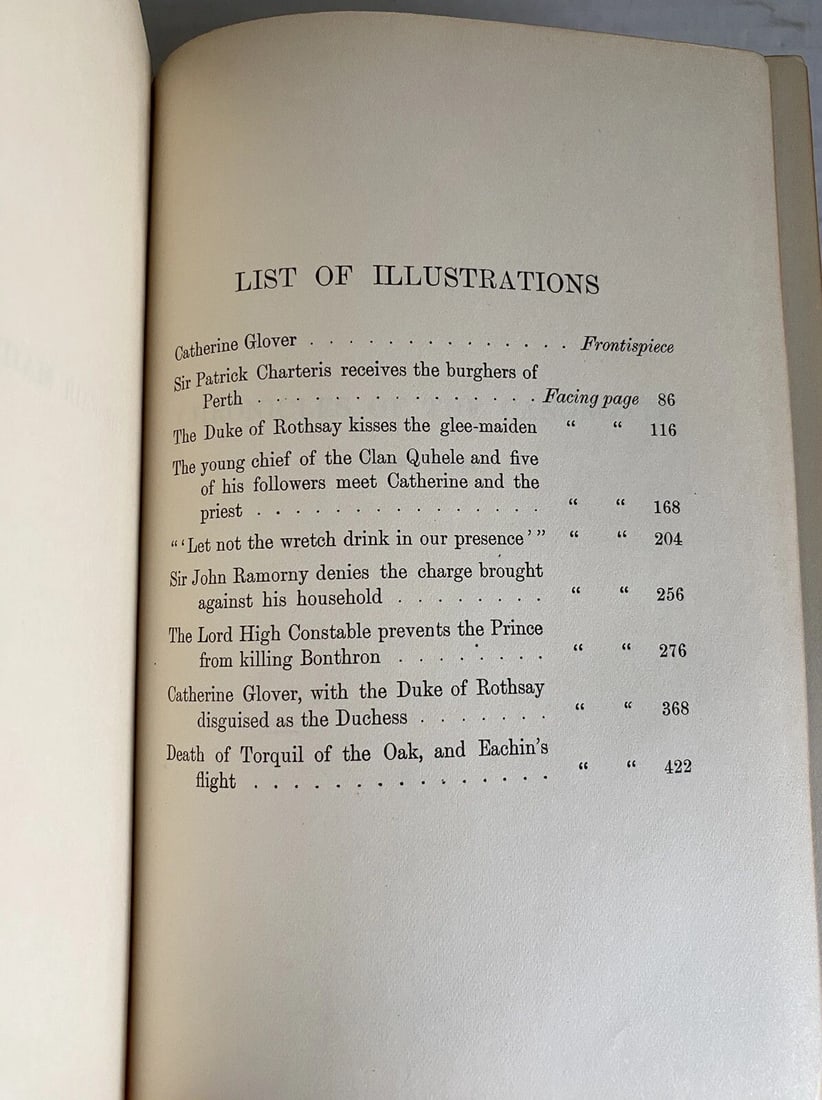 LIST OF ILLUSTRATIONS
Catherine Glover . . . . . . . . . . . . . . Frontispiece
Sir Patrick Charteris receives the burghers of
Perth . . . . . . . . . . . . . . . Facing page 86
The Duke of Rothsay kisses the glee-maiden “ “ 116
The young chief of the Clan Quhele and five
of his followers meet Catherine and the
priest . . . . . . . . . . . . . . . “ “ 168
“‘Let not the wretch drink in our presence’” “ “ 204
Sir John Ramorny denies the charge brought
against his household . . . . . . . . “ “ 256
The Lord High Constable prevents the Prince
from killing Bonthron . . . . . . . . “ “ 276
Catherine Glover, with the Duke of Rothsay
disguised as the Duchess . . . . . . . “ “ 368
Death of Torquil of the Oak, and Eachin's
flight . . . . . . . . . . . . . . . “ “ 422